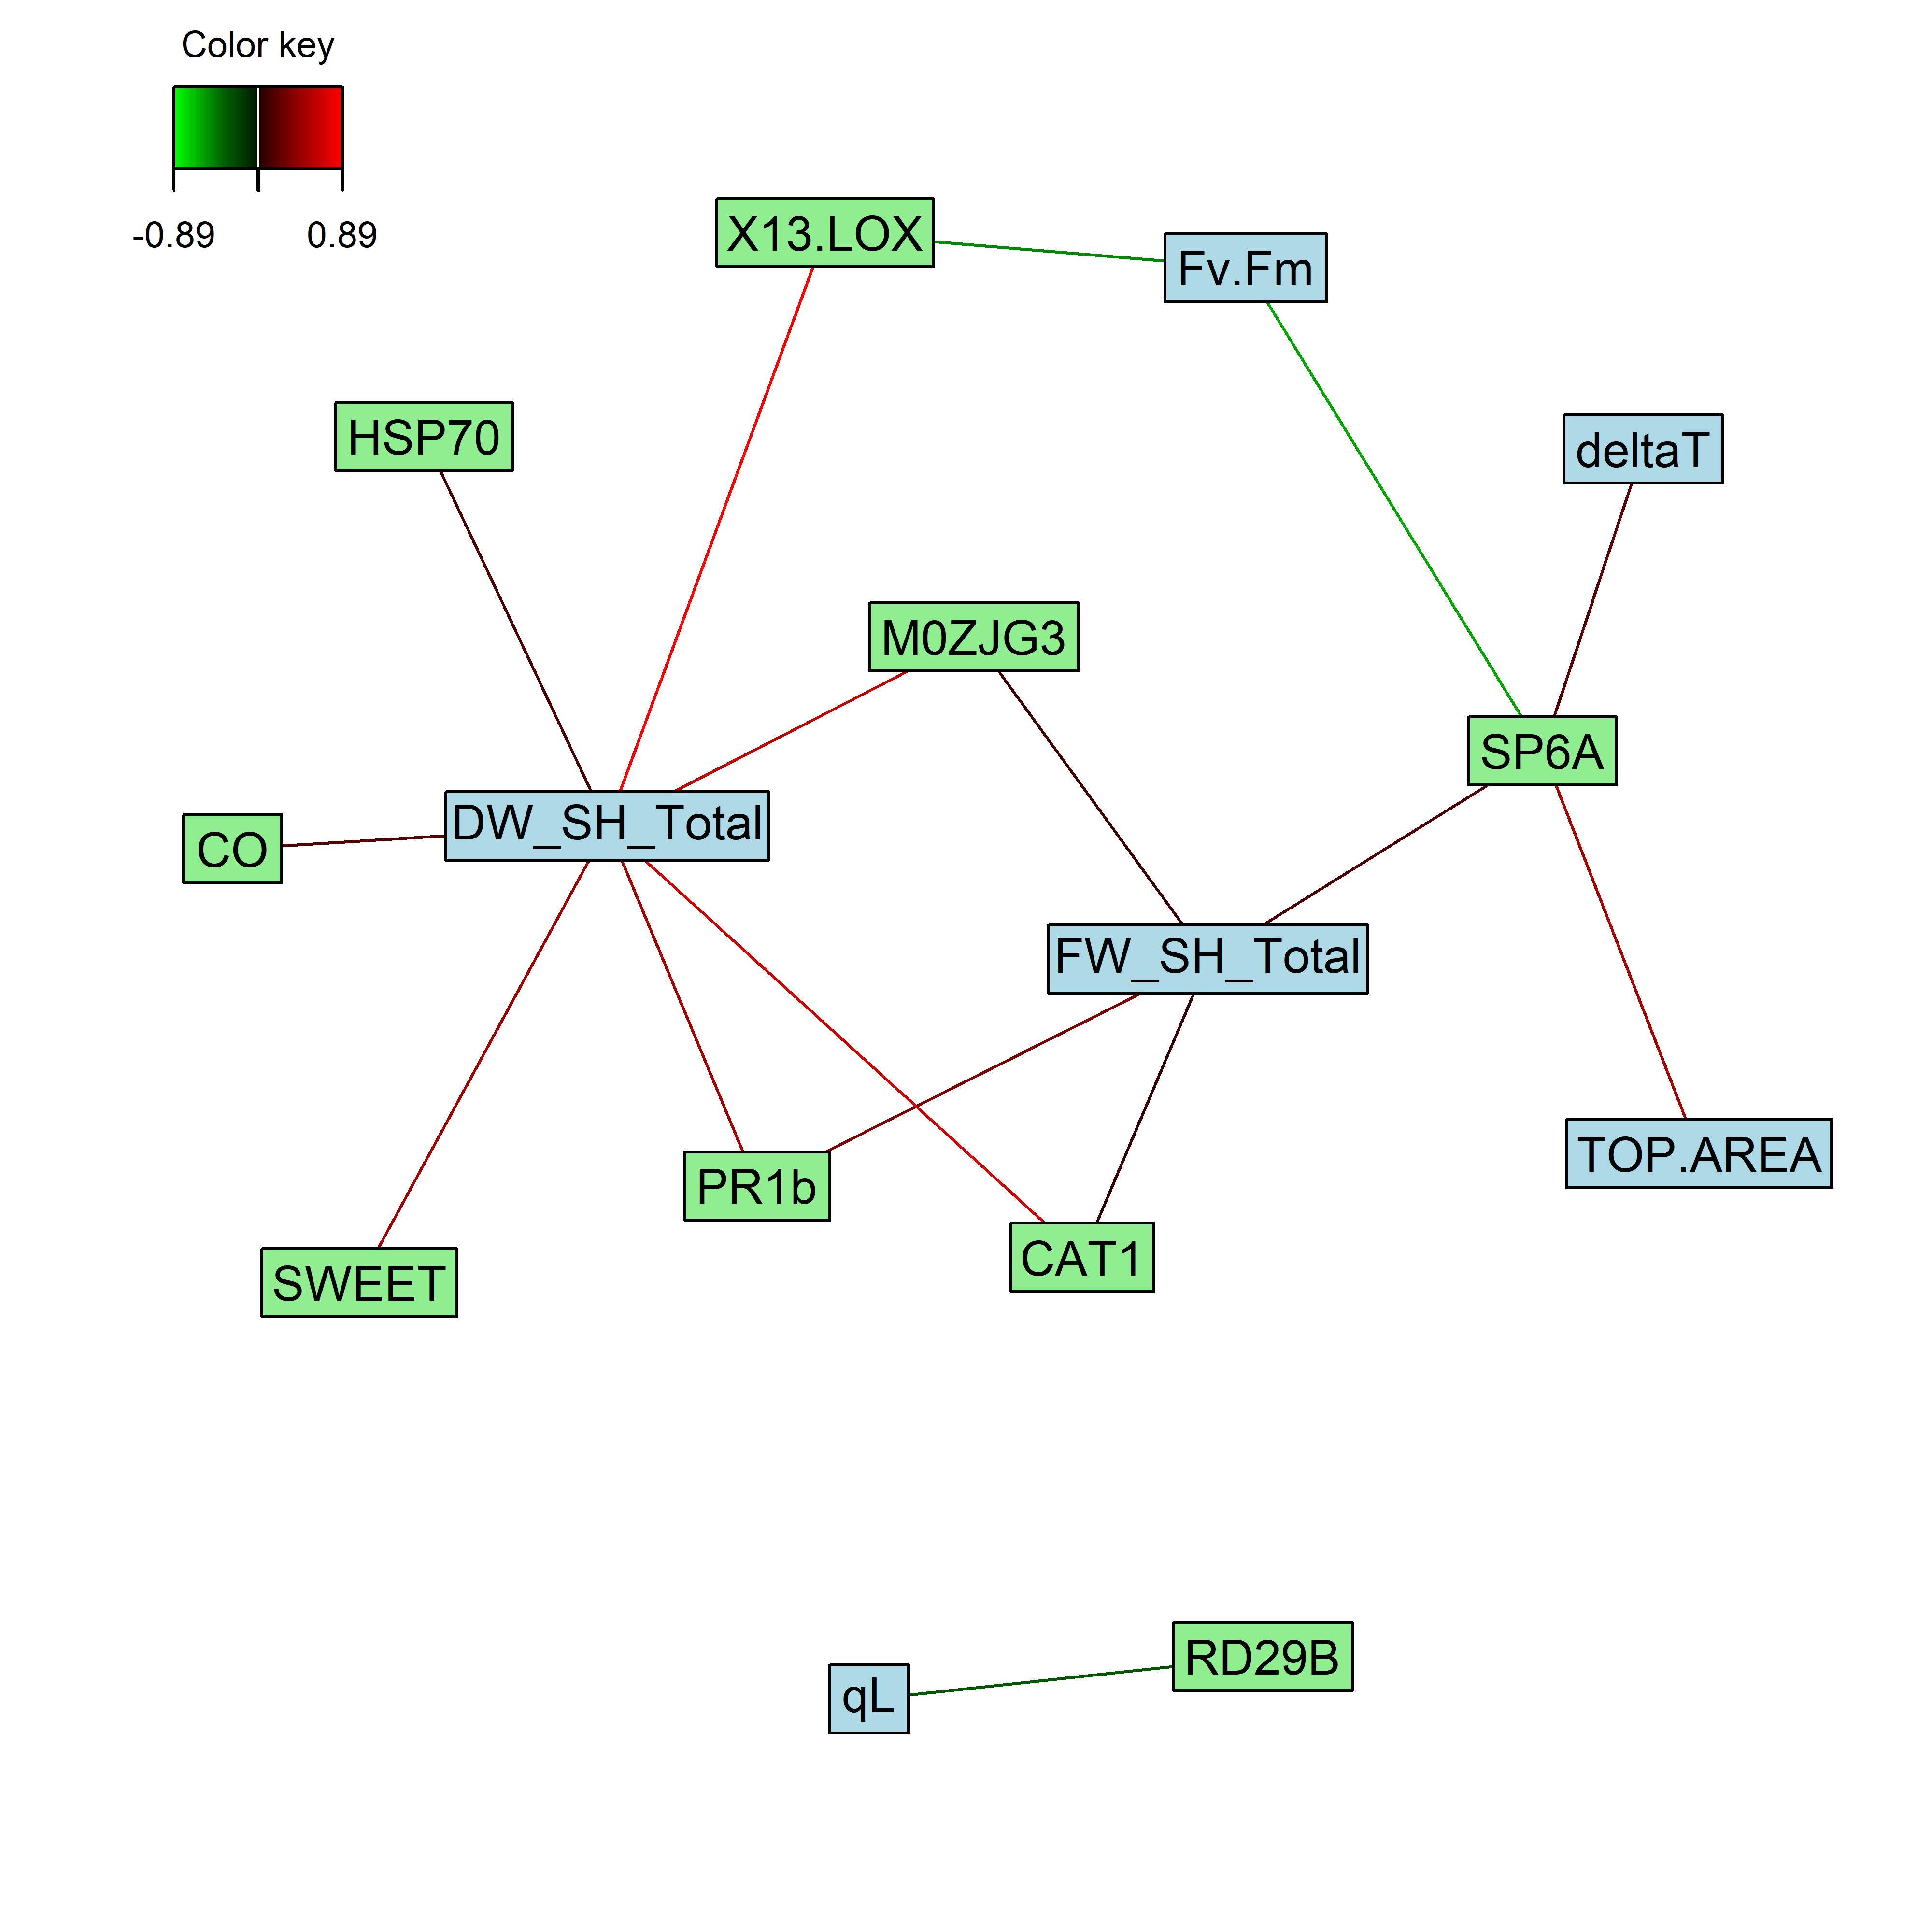 Color key
-0.89 0.89
X13.LOX
Fv.Fm
HSP70
deltaT
M0ZJG3
SP6A
DW_SH_Total
CO
FW_SH_Total
TOP.AREA
PR1b
CAT1
SWEET
RD29B
qL